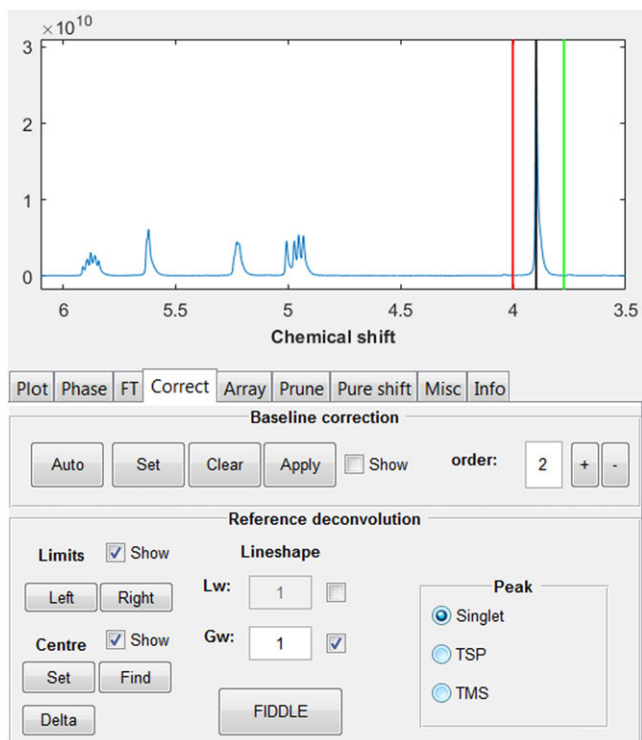 ×10^10
3
2
1
0
6 5.5 5 4.5 4 3.5
Chemical shift
Plot Phase FT Correct Array Prune Pure shift Misc Info
Baseline correction
Auto Set Clear Apply Show order: 2 + -
Reference deconvolution
Limits Show Lineshape
Left Right Lw: 1
Centre Show Gw: 1
Set Find
Delta FIDDLE
Peak
Singlet
TSP
TMS